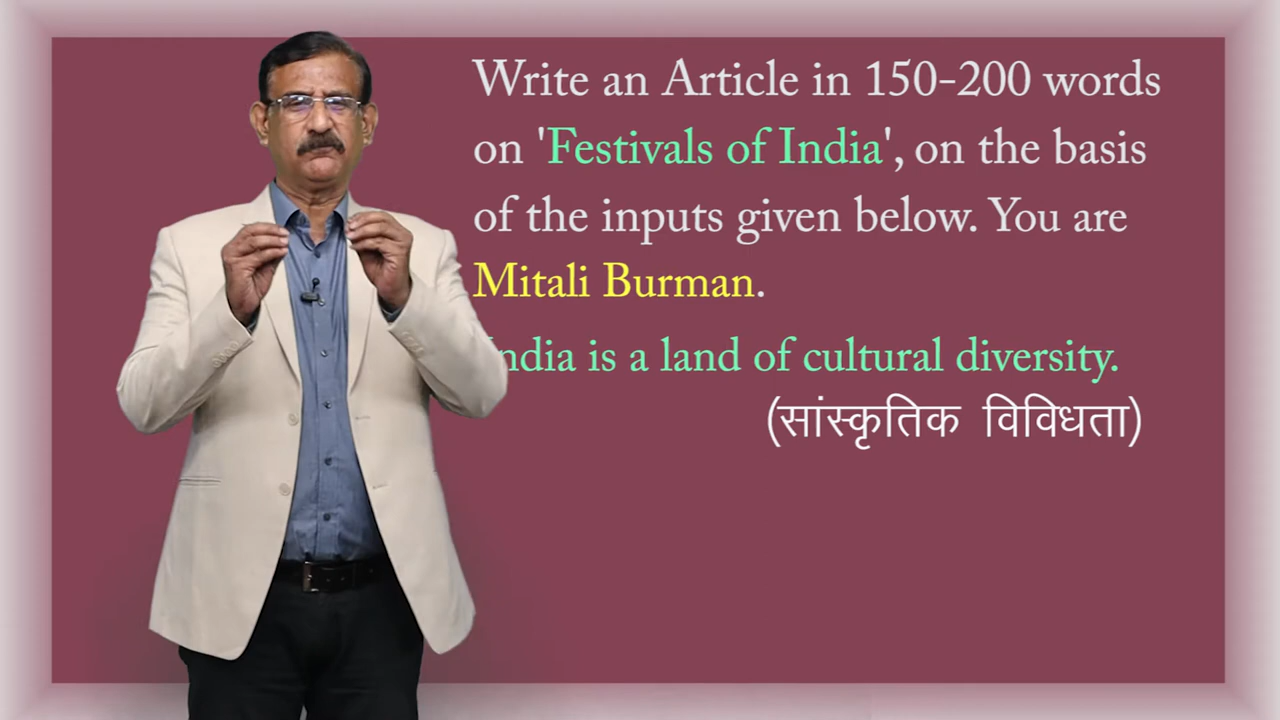 Write an Article in 150-200 words
on 'Festivals of India', on the basis
of the inputs given below. You are
Mitali Burman.
India is a land of cultural diversity.
(सांस्कृतिक विविधता)